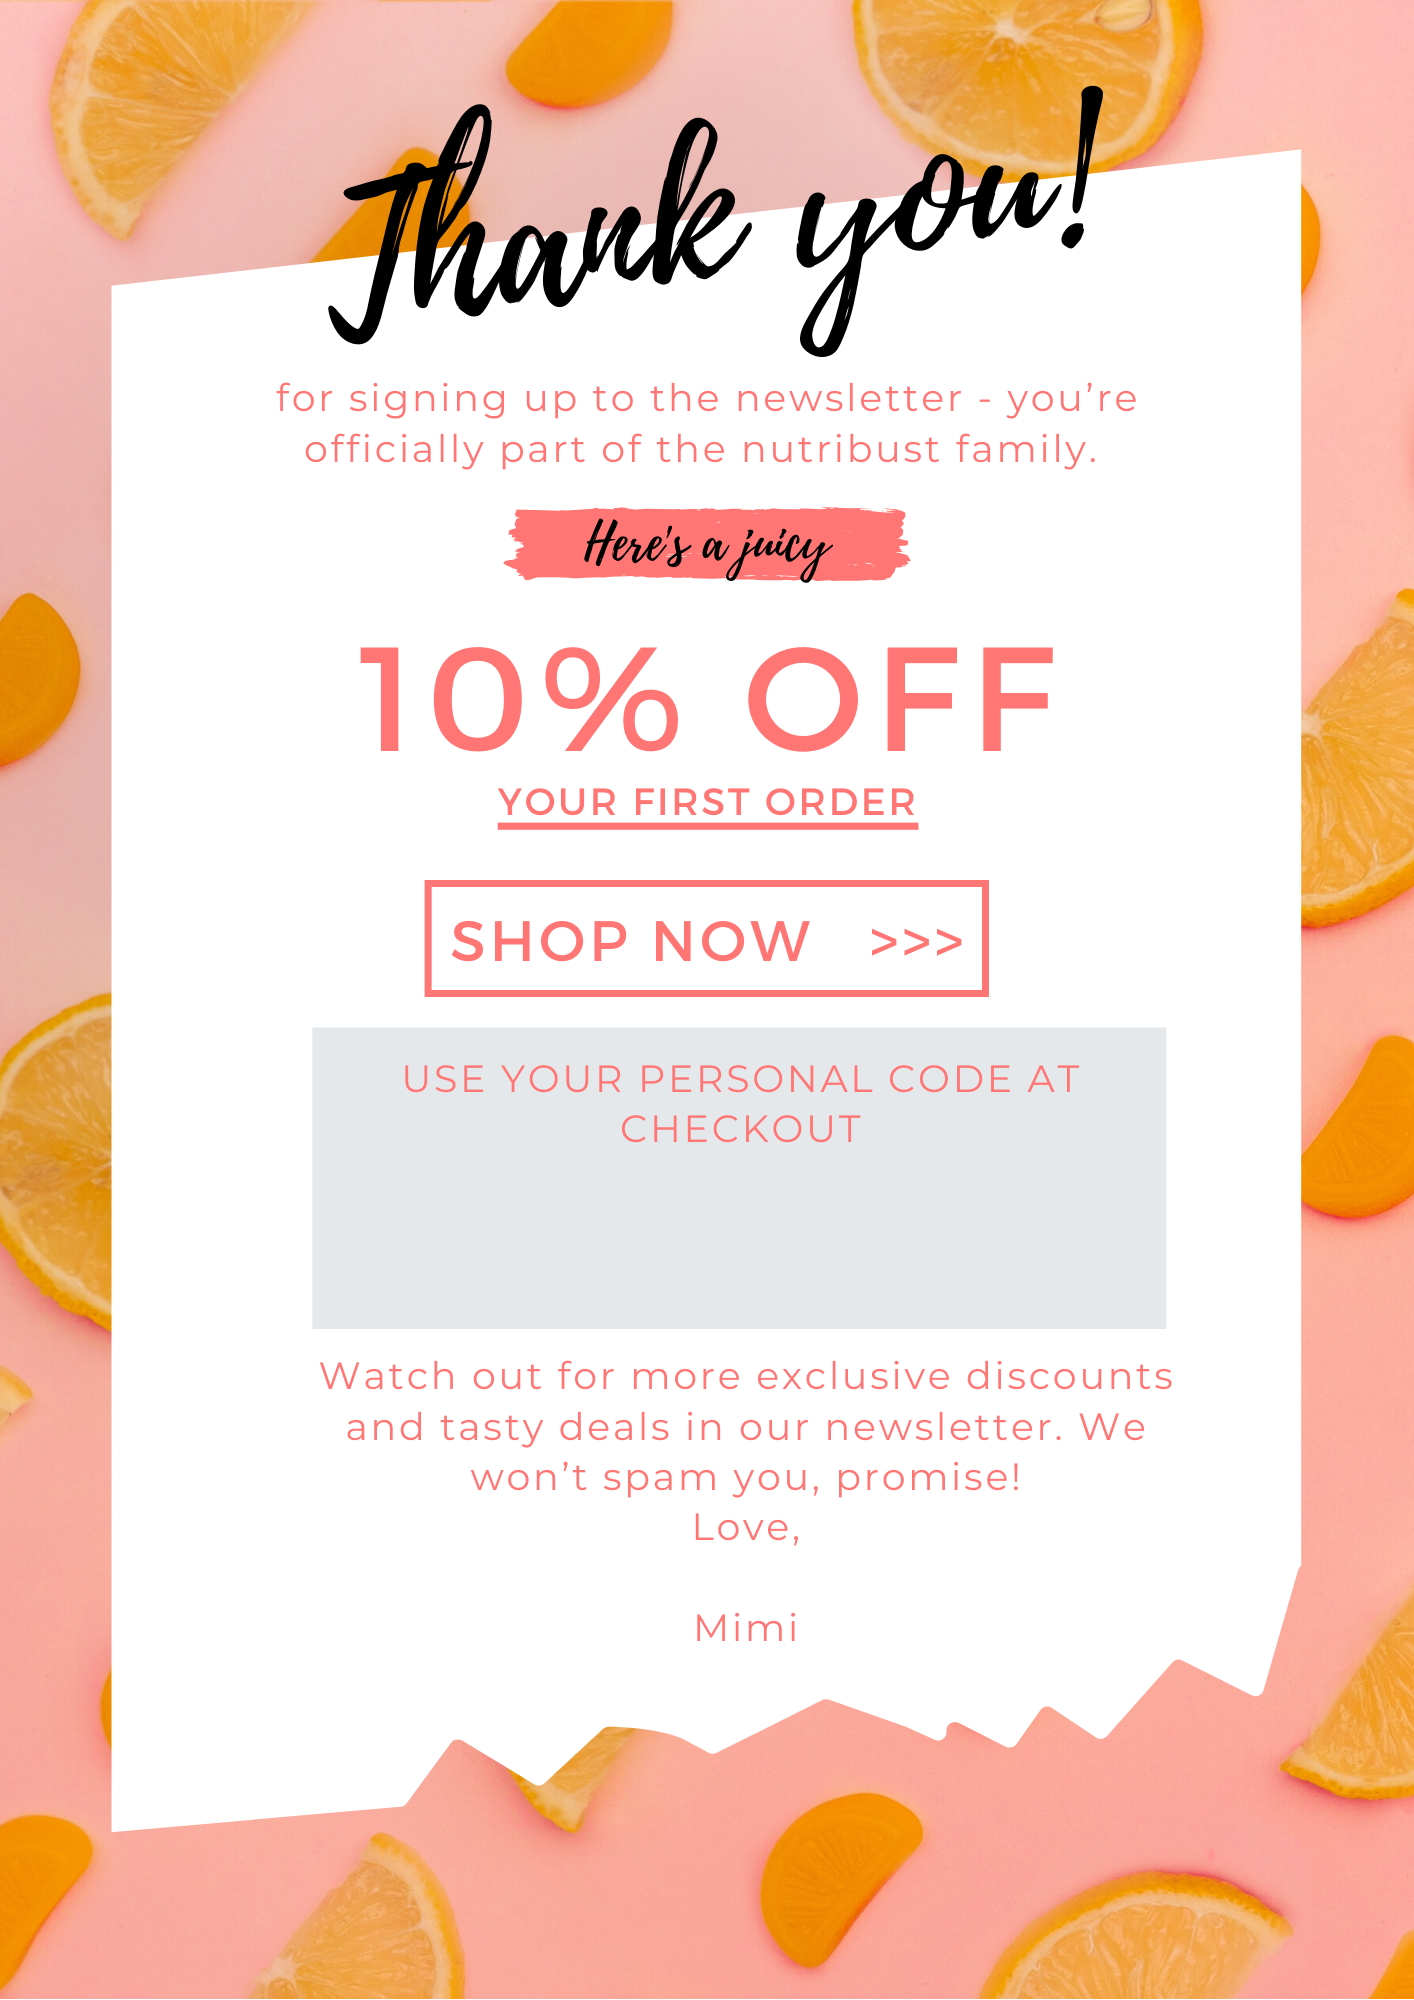 Thank you!
for signing up to the newsletter - you’re
officially part of the nutribust family.
Here's a juicy
10% OFF
YOUR FIRST ORDER
SHOP NOW >>>
USE YOUR PERSONAL CODE AT
CHECKOUT
Watch out for more exclusive discounts
and tasty deals in our newsletter. We
won’t spam you, promise!
Love,
Mimi